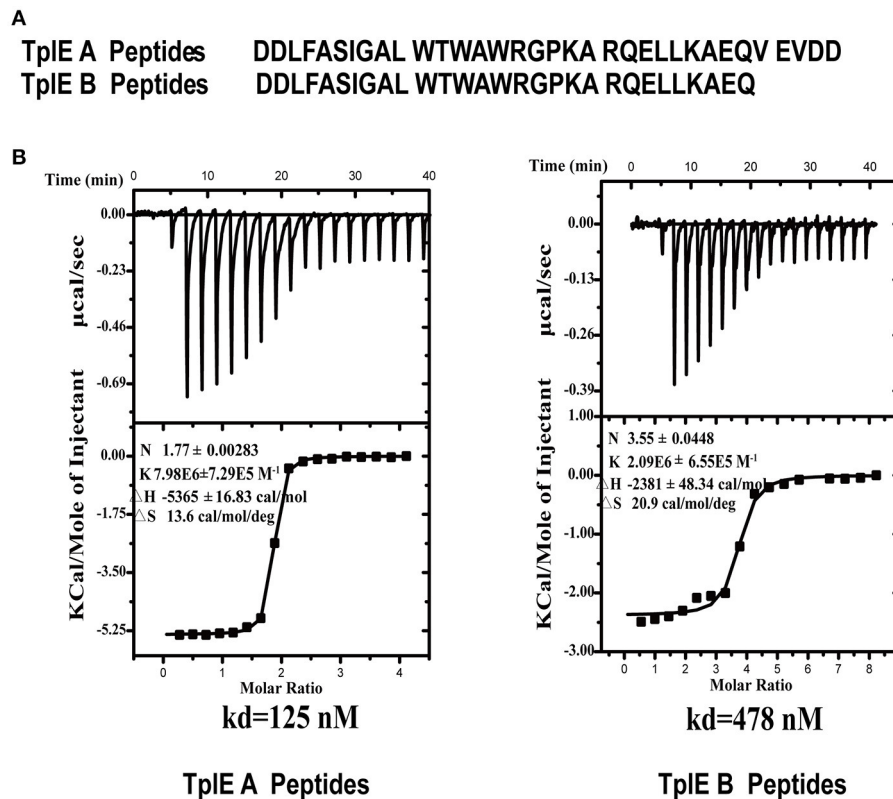 A
TplE A Peptides DDLFASIGAL WTWAWRGPKA RQELLKAEQV EVDD
TplE B Peptides DDLFASIGAL WTWAWRGPKA RQELLKAEQ
B
Time (min) 0 10 20 30 40
0.00
-0.23
-0.46
-0.69
µcal/sec
0.00
-1.75
-3.50
-5.25
KCal/Mole of Injectant
N 1.77 ± 0.00283
K 7.98E6±7.29E5 M⁻¹
△H -5365 ± 16.83 cal/mol
△S 13.6 cal/mol/deg
0 1 2 3 4
Molar Ratio
kd=125 nM
TplE A Peptides
Time (min) 0 10 20 30 40
0.00
-0.13
-0.26
-0.39
µcal/sec
1.00
0.00
-1.00
-2.00
-3.00
KCal/Mole of Injectant
N 3.55 ± 0.0448
K 2.09E6 ± 6.55E5 M⁻¹
△H -2381 ± 48.34 cal/mol
△S 20.9 cal/mol/deg
0 1 2 3 4 5 6 7 8
Molar Ratio
kd=478 nM
TplE B Peptides